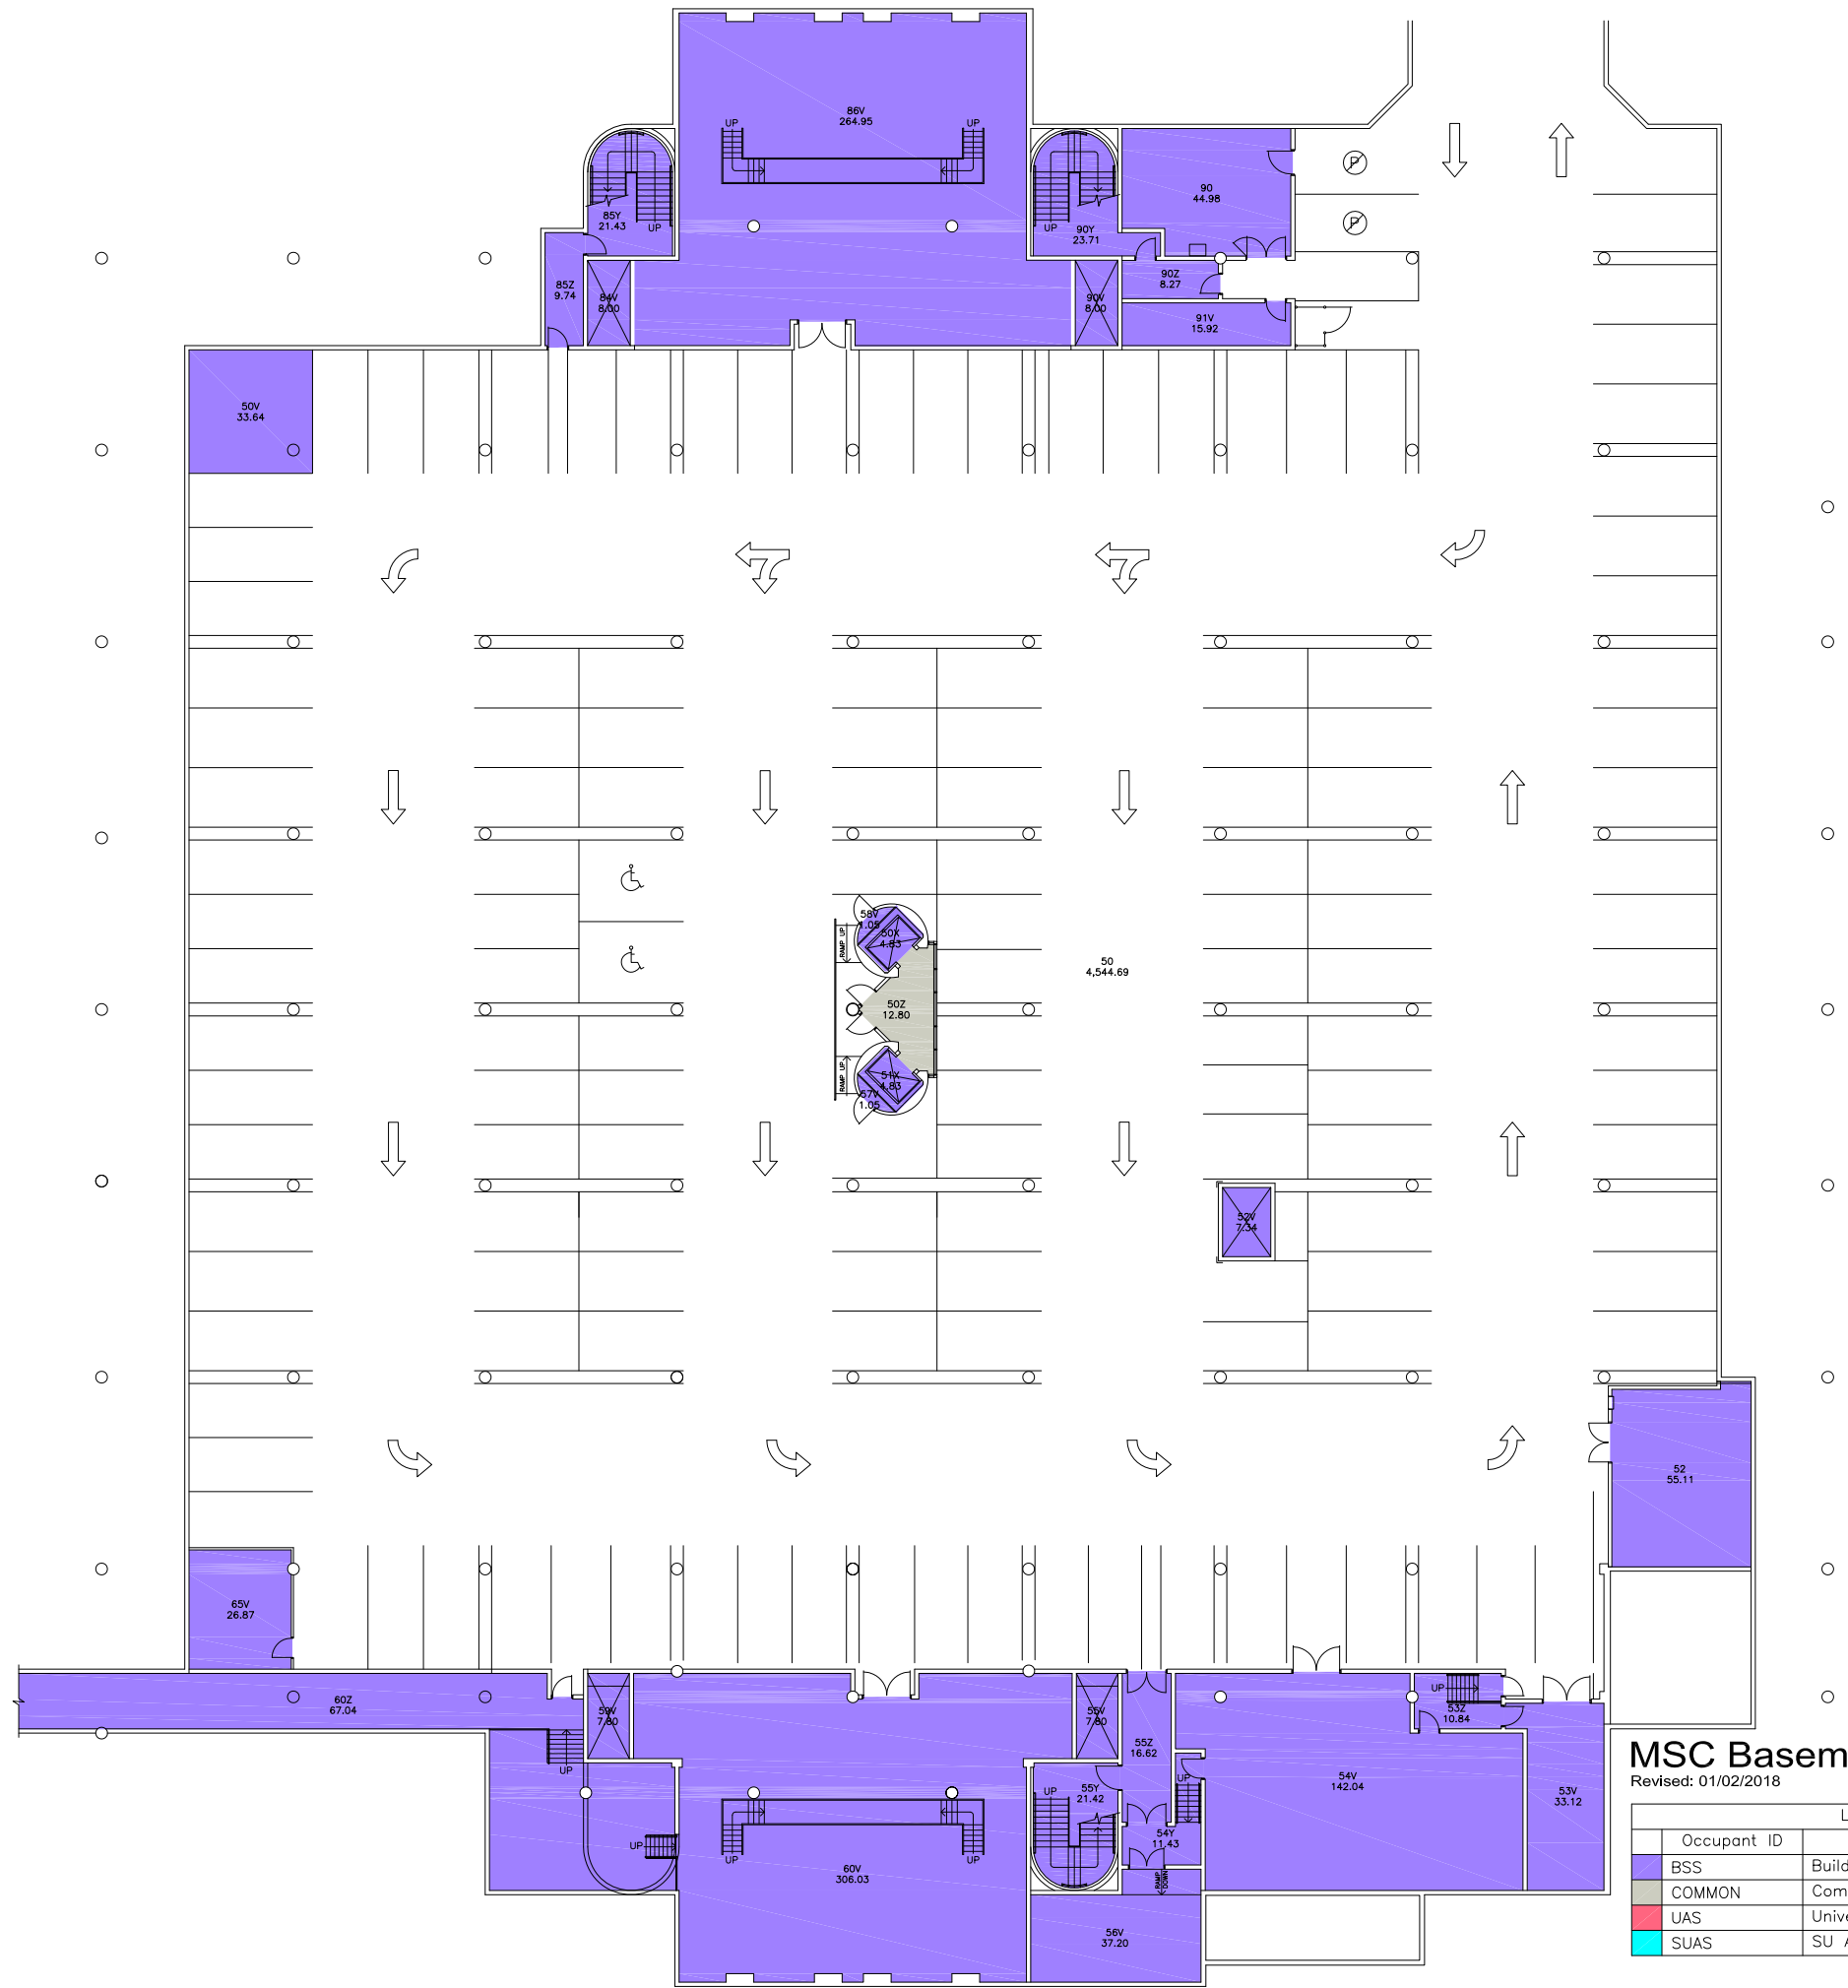 86V
264.95
UP
UP
90
44.98
85Y
21.43
UP
UP
90Y
23.71
P
P
85Z
9.74
84V
8.00
90V
8.00
90Z
8.27
91V
15.92
50V
33.64
58V
1.05
50X
4.83
RAMP UP
50
4,544.69
50Z
12.80
RAMP UP
51X
4.83
57V
1.05
52V
7.34
52
55.11
65V
26.87
60Z
67.04
59V
7.80
55V
7.80
UP
53Z
10.84
55Z
16.62
UP
UP
55Y
21.42
UP
54V
142.04
53V
33.12
54Y
11.43
UP
UP
UP
60V
306.03
RAMP
DOWN
56V
37.20
MSC Basem
Revised: 01/02/2018
L
Occupant ID
BSS Build
COMMON Com
UAS Unive
SUAS SU A